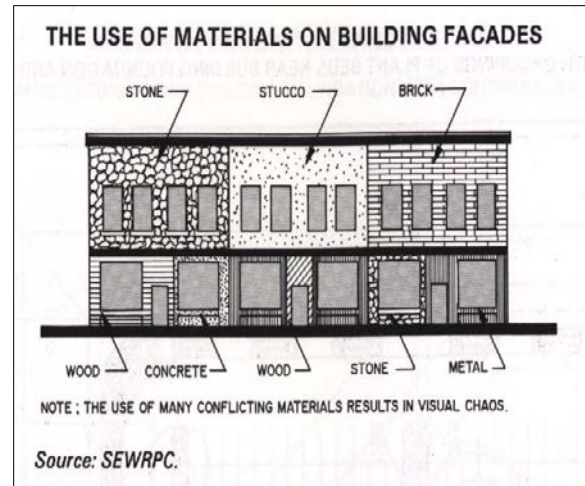 THE USE OF MATERIALS ON BUILDING FACADES
STONE STUCCO BRICK
WOOD CONCRETE WOOD STONE METAL
NOTE : THE USE OF MANY CONFLICTING MATERIALS RESULTS IN VISUAL CHAOS.
Source: SEWRPC.